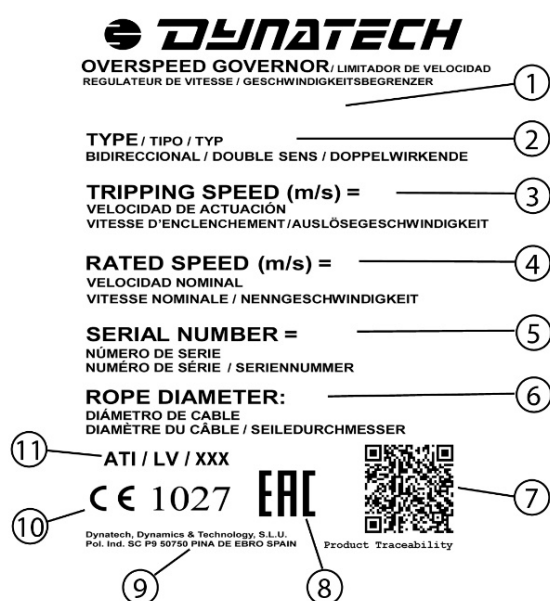 DYNATECH
OVERSPEED GOVERNOR / LIMITADOR DE VELOCIDAD
REGULATEUR DE VITESSE / GESCHWINDIGKEITSBEGRENZER
1
TYPE / TIPO / TYP
2
BIDIRECCIONAL / DOUBLE SENS / DOPPELWIRKENDE
TRIPPING SPEED (m/s) =
3
VELOCIDAD DE ACTUACIÓN
VITESSE D'ENCLENCHEMENT / AUSLÖSEGESCHWINDIGKEIT
RATED SPEED (m/s) =
4
VELOCIDAD NOMINAL
VITESSE NOMINALE / NENNGESCHWINDIGKEIT
SERIAL NUMBER =
5
NÚMERO DE SERIE
NUMÉRO DE SÉRIE / SERIENNUMMER
ROPE DIAMETER:
6
DIÁMETRO DE CABLE
DIAMÈTRE DU CÂBLE / SEILEDURCHMESSER
11
ATI / LV / XXX
CE 1027
EAC
7
10
Dynatech, Dynamics & Technology, S.L.U.
Pol. Ind. SC P9 50750 PINA DE EBRO SPAIN
Product Traceability
9
8